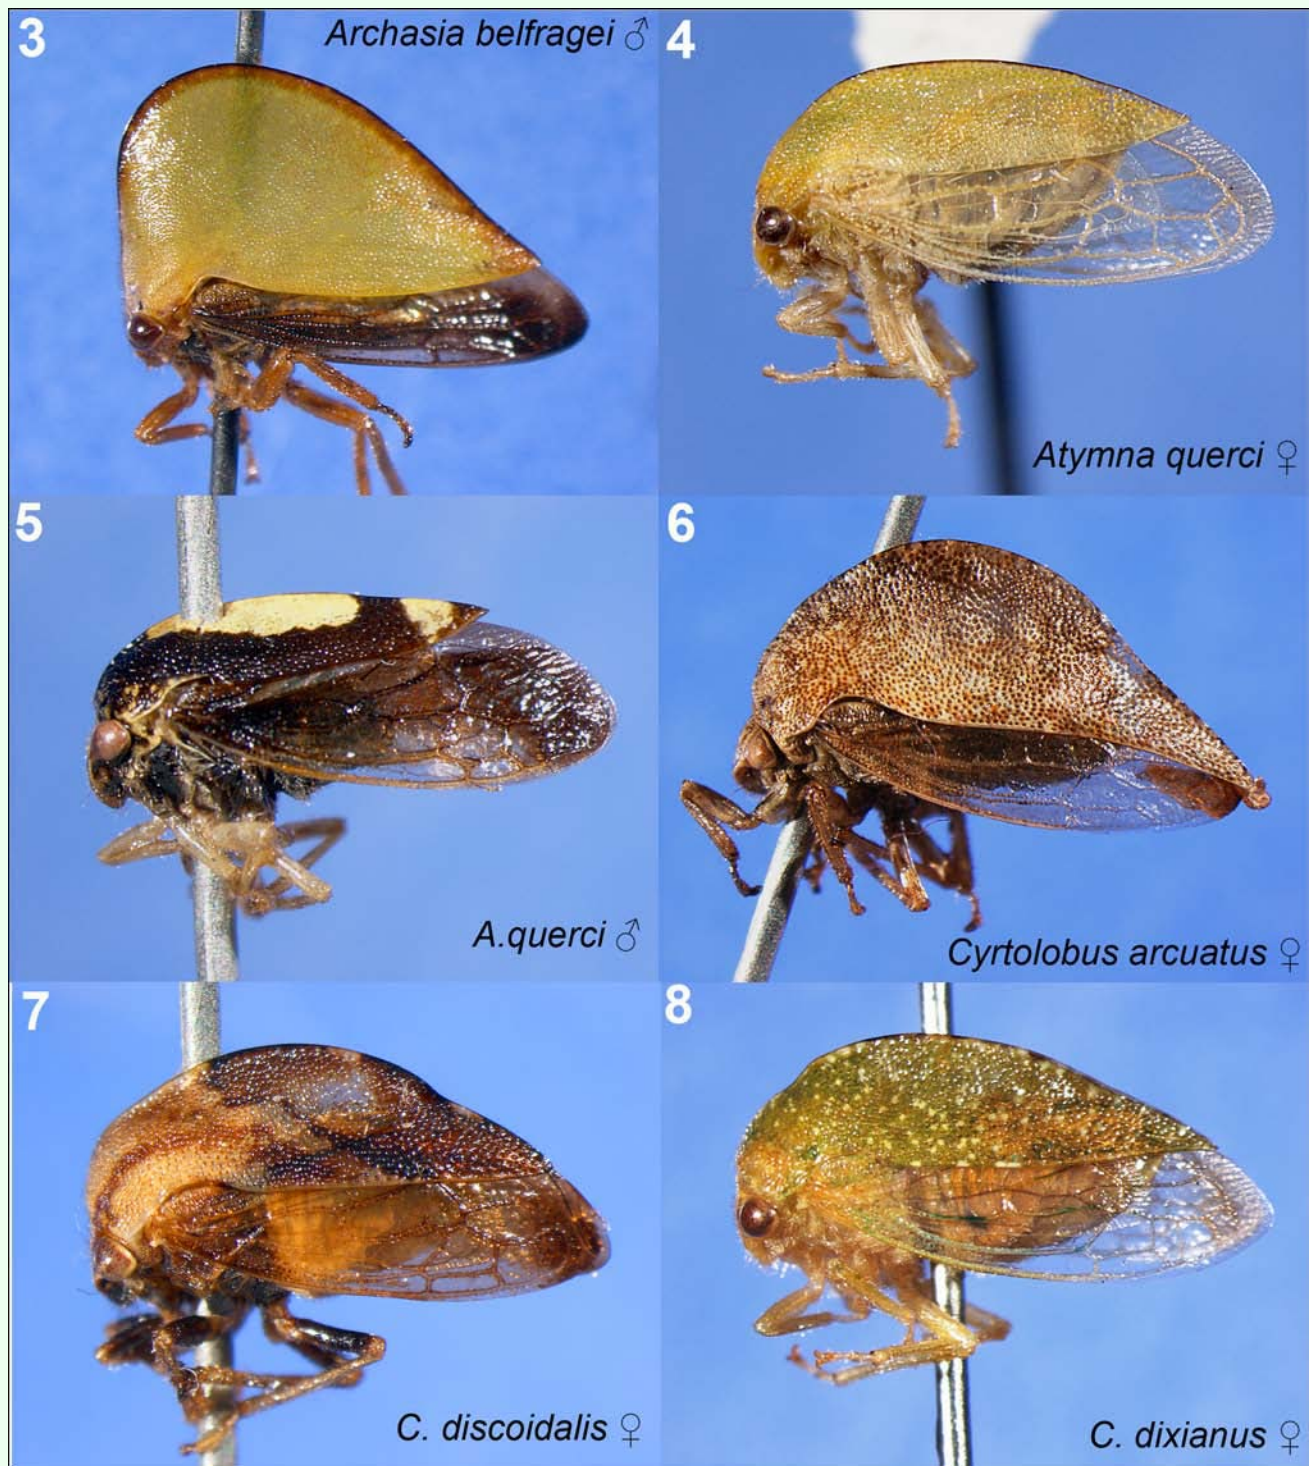 3
Archasia belfragei ♂
4
Atymna querci ♀
5
A.querci ♂
6
Cyrtolobus arcuatus ♀
7
C. discoidalis ♀
8
C. dixianus ♀